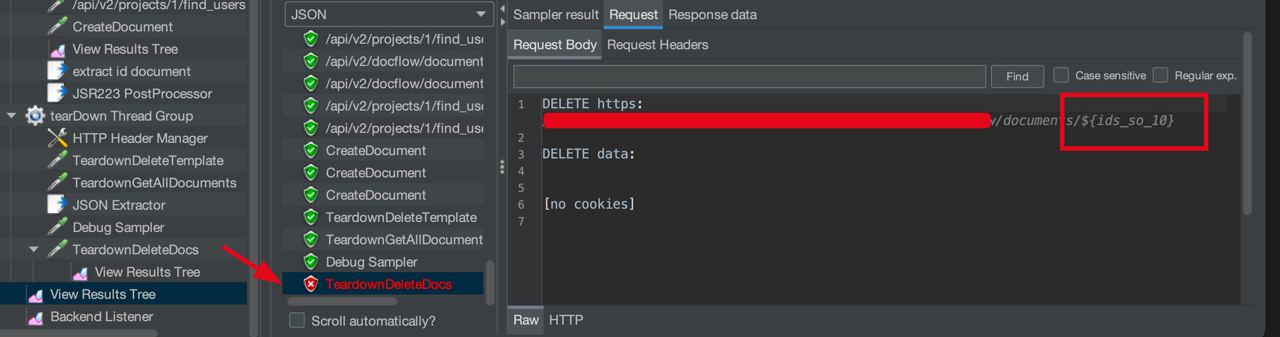 /api/v2/projects/1/find_users
CreateDocument
View Results Tree
extract id document
JSR223 PostProcessor
tearDown Thread Group
HTTP Header Manager
TeardownDeleteTemplate
TeardownGetAllDocuments
JSON Extractor
Debug Sampler
TeardownDeleteDocs
View Results Tree
View Results Tree
Backend Listener
JSON
/api/v2/projects/1/find_use
/api/v2/docflow/document
/api/v2/docflow/document
/api/v2/projects/1/find_use
/api/v2/projects/1/find_use
CreateDocument
CreateDocument
CreateDocument
TeardownDeleteTemplate
TeardownGetAllDocument
Debug Sampler
TeardownDeleteDocs
Scroll automatically?
Sampler result Request Response data
Request Body Request Headers
Find Case sensitive Regular exp.
1 DELETE https:
/documents/${ids_so_10}
2
3 DELETE data:
4
5
6 [no cookies]
7
Raw HTTP